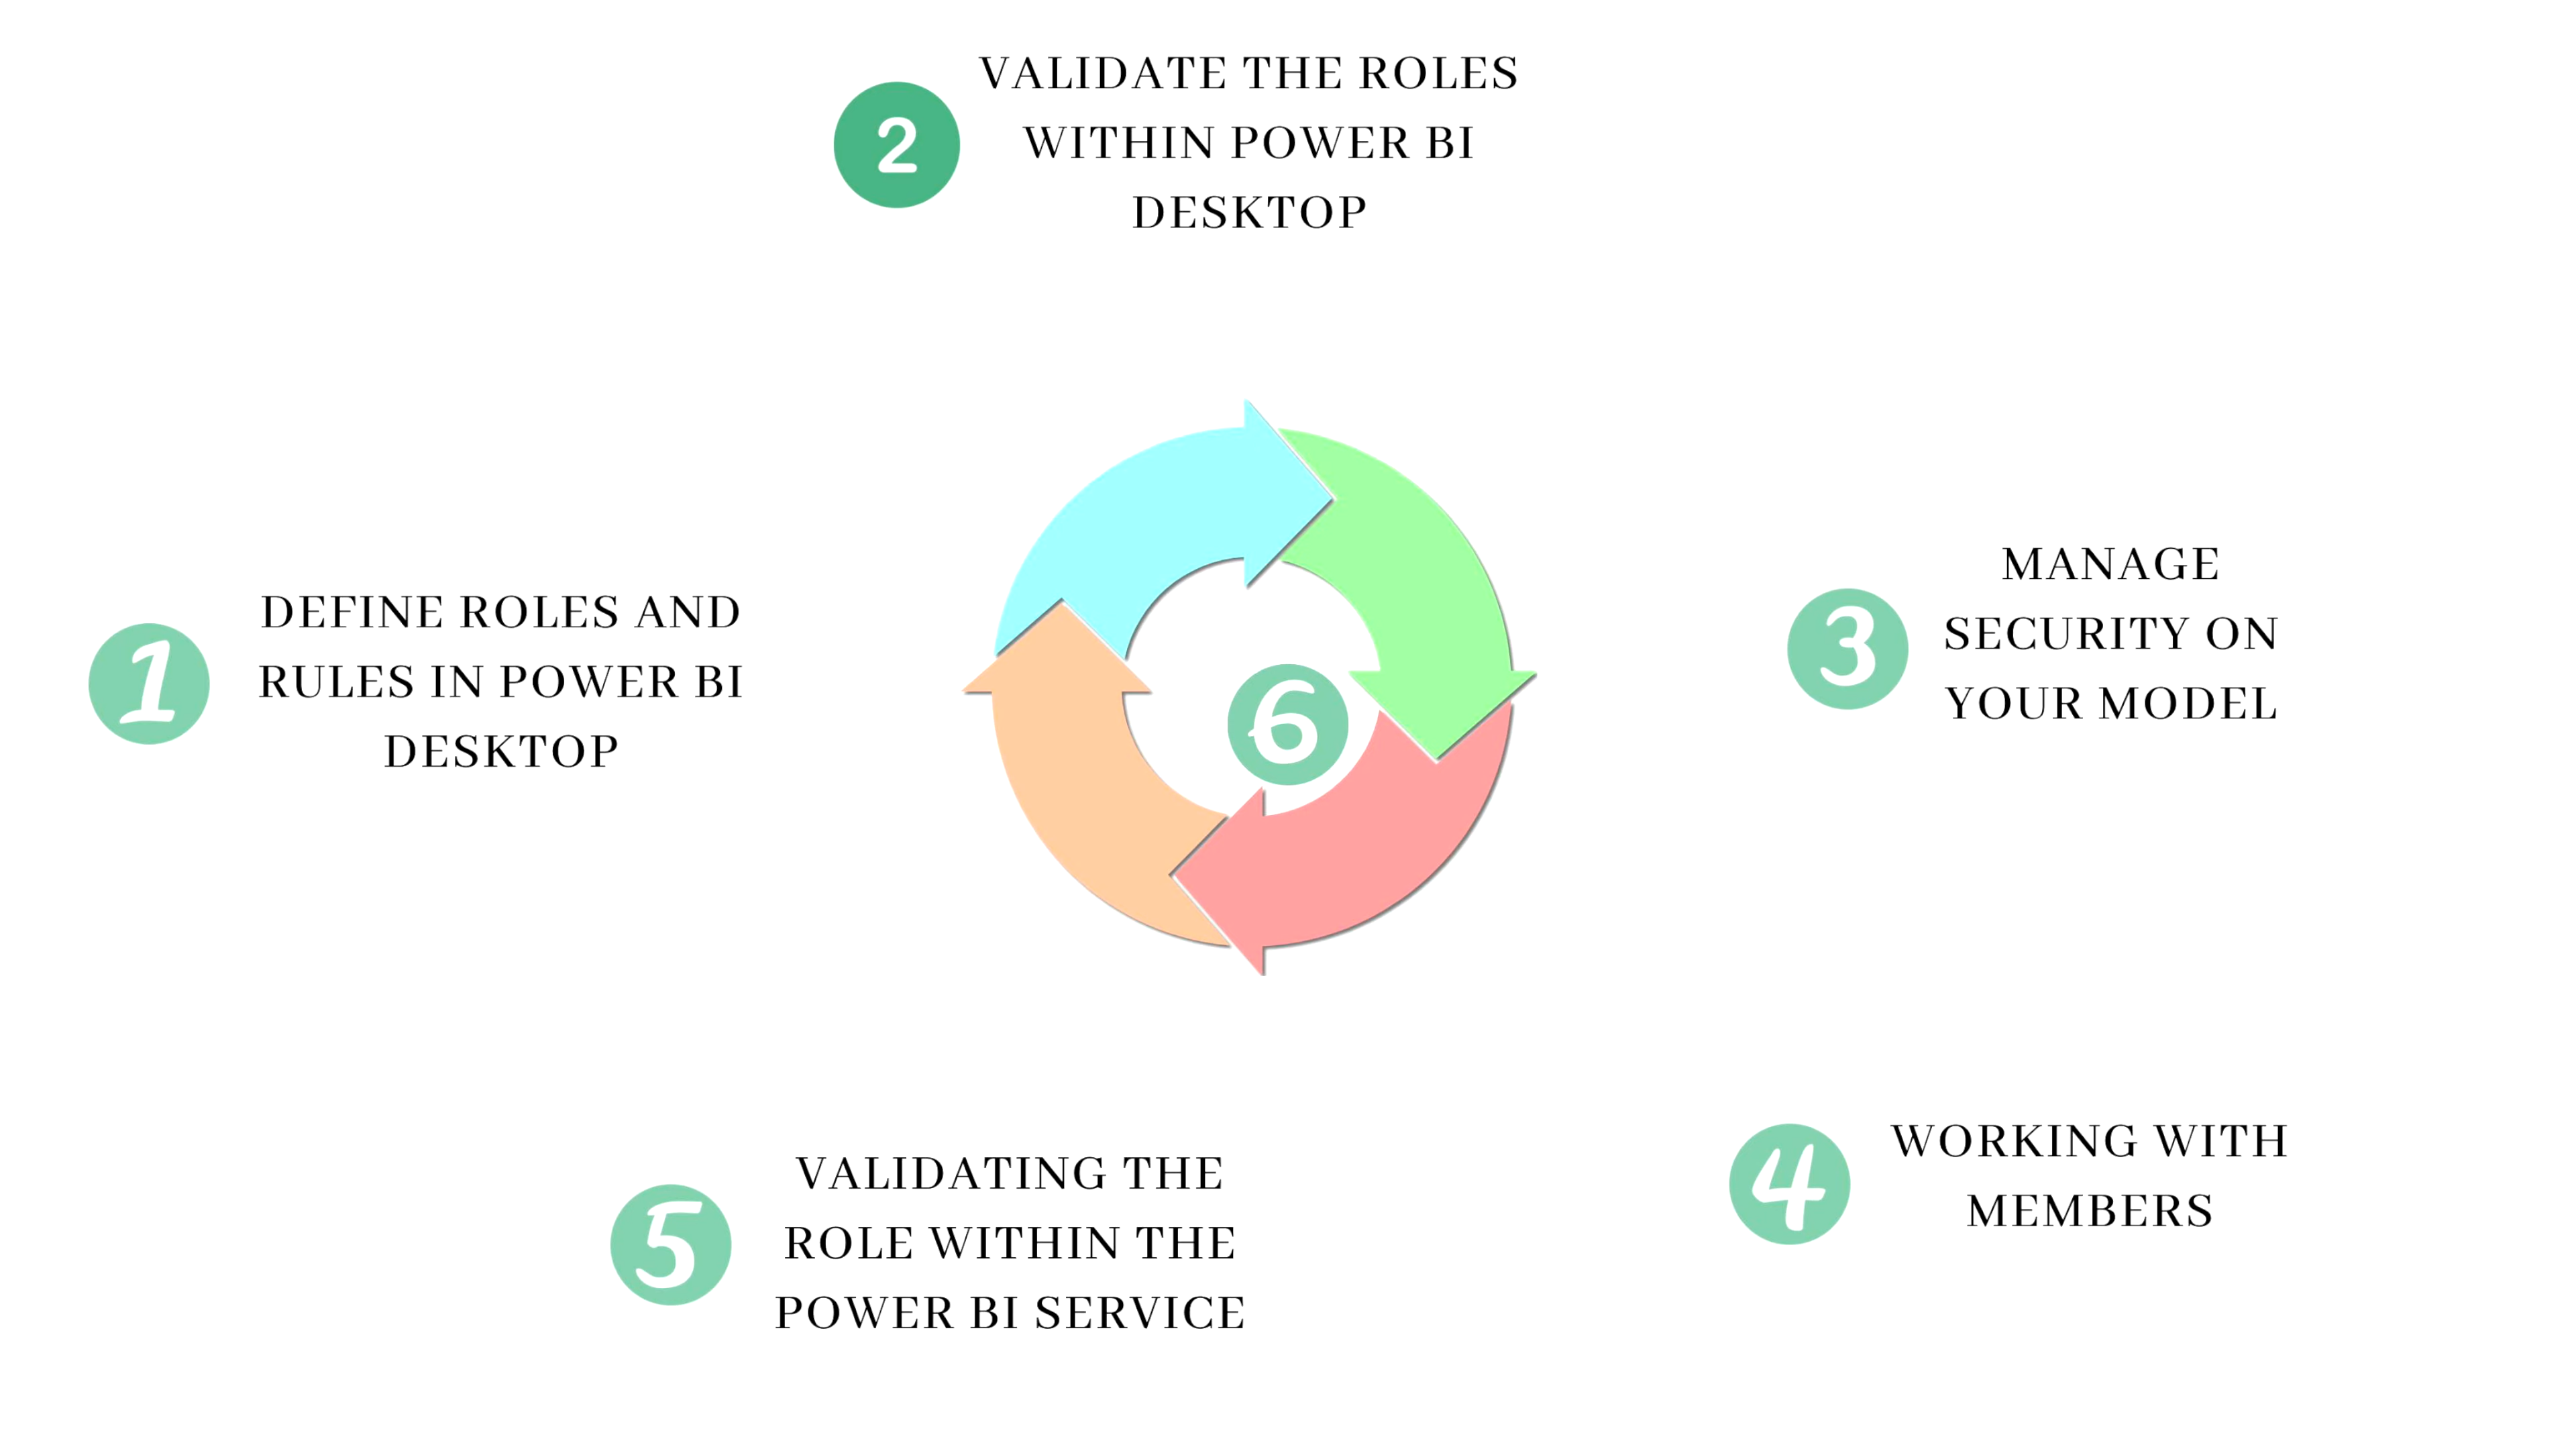 1
DEFINE ROLES AND
RULES IN POWER BI
DESKTOP
2
VALIDATE THE ROLES
WITHIN POWER BI
DESKTOP
3
MANAGE
SECURITY ON
YOUR MODEL
4
WORKING WITH
MEMBERS
5
VALIDATING THE
ROLE WITHIN THE
POWER BI SERVICE
6